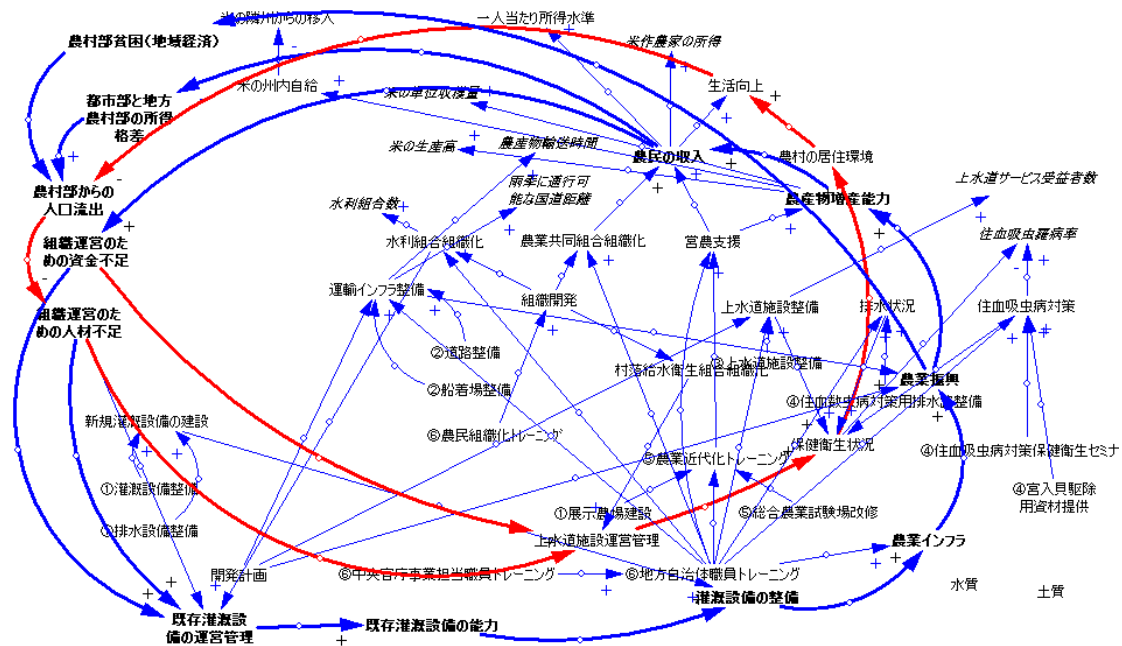 米の隣州からの移入
一人当たり所得水準
農村部貧困（地域経済）
米作農家の所得
米の州内自給
米の単位収穫量
生活向上
都市部と地方
農村部の所得
格差
米の生産高
農産物輸送時間
農民の収入
農村の居住環境
農村部からの
人口流出
雨季に通行可
能な国道距離
農産物増産能力
上水道サービス受益者数
水利組合数
組織運営のた
めの資金不足
水利組合組織化
農業共同組合組織化
営農支援
住血吸虫羅病率
運輸インフラ整備
組織開発
上水道施設整備
排水状況
住血吸虫病対策
組織運営のた
めの人材不足
②道路整備
村落給水衛生組合組織化
③上水道施設整備
②船着場整備
農業振興
④住血吸虫病対策用排水路整備
新規灌漑設備の建設
⑥農民組織化トレーニング
保健衛生状況
④住血吸虫病対策保健衛生セミナ
⑤農業近代化トレーニング
①灌漑設備整備
④宮入貝駆除
用資材提供
①展示農場建設
⑤総合農業試験場改修
①排水設備整備
上水道施設運営管理
農業インフラ
開発計画
⑥中央官庁事業担当職員トレーニング
⑥地方自治体職員トレーニング
水質
土質
灌漑設備の整備
既存灌漑設
備の運営管理
既存灌漑設備の能力